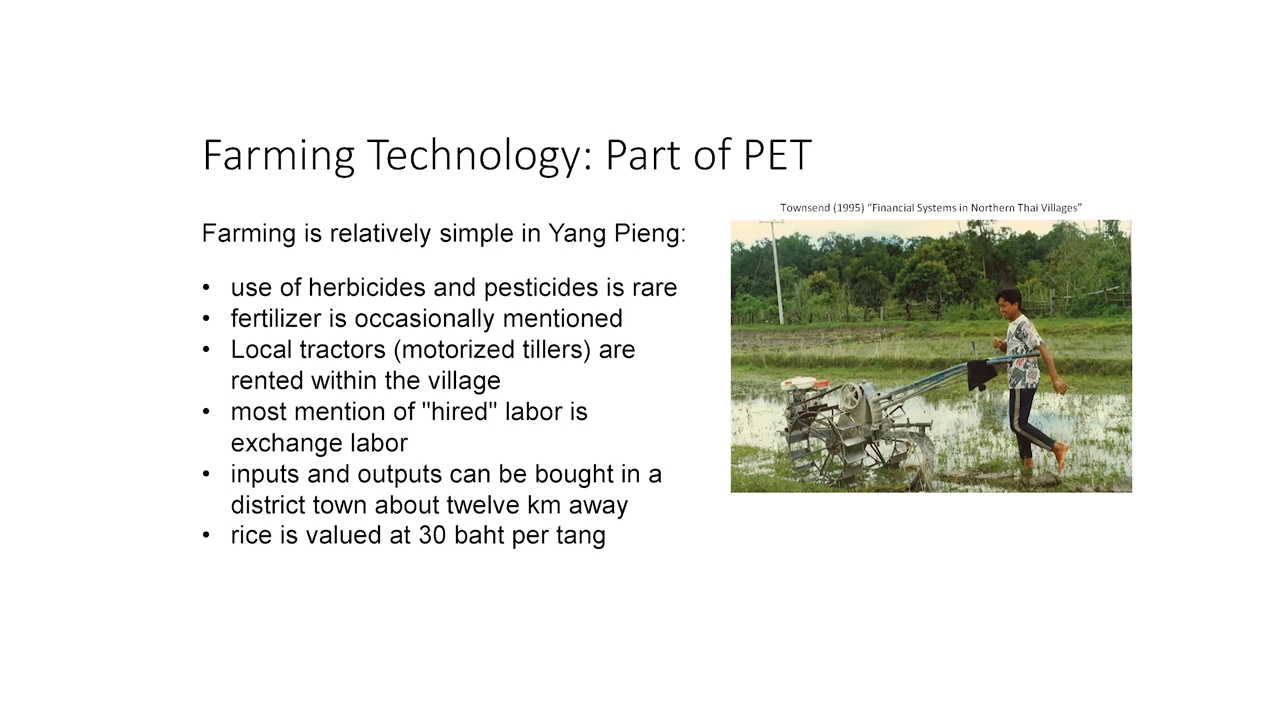 Farming Technology: Part of PET
Townsend (1995) “Financial Systems in Northern Thai Villages”
Farming is relatively simple in Yang Pieng:
• use of herbicides and pesticides is rare
• fertilizer is occasionally mentioned
• Local tractors (motorized tillers) are
rented within the village
• most mention of "hired" labor is
exchange labor
• inputs and outputs can be bought in a
district town about twelve km away
• rice is valued at 30 baht per tang